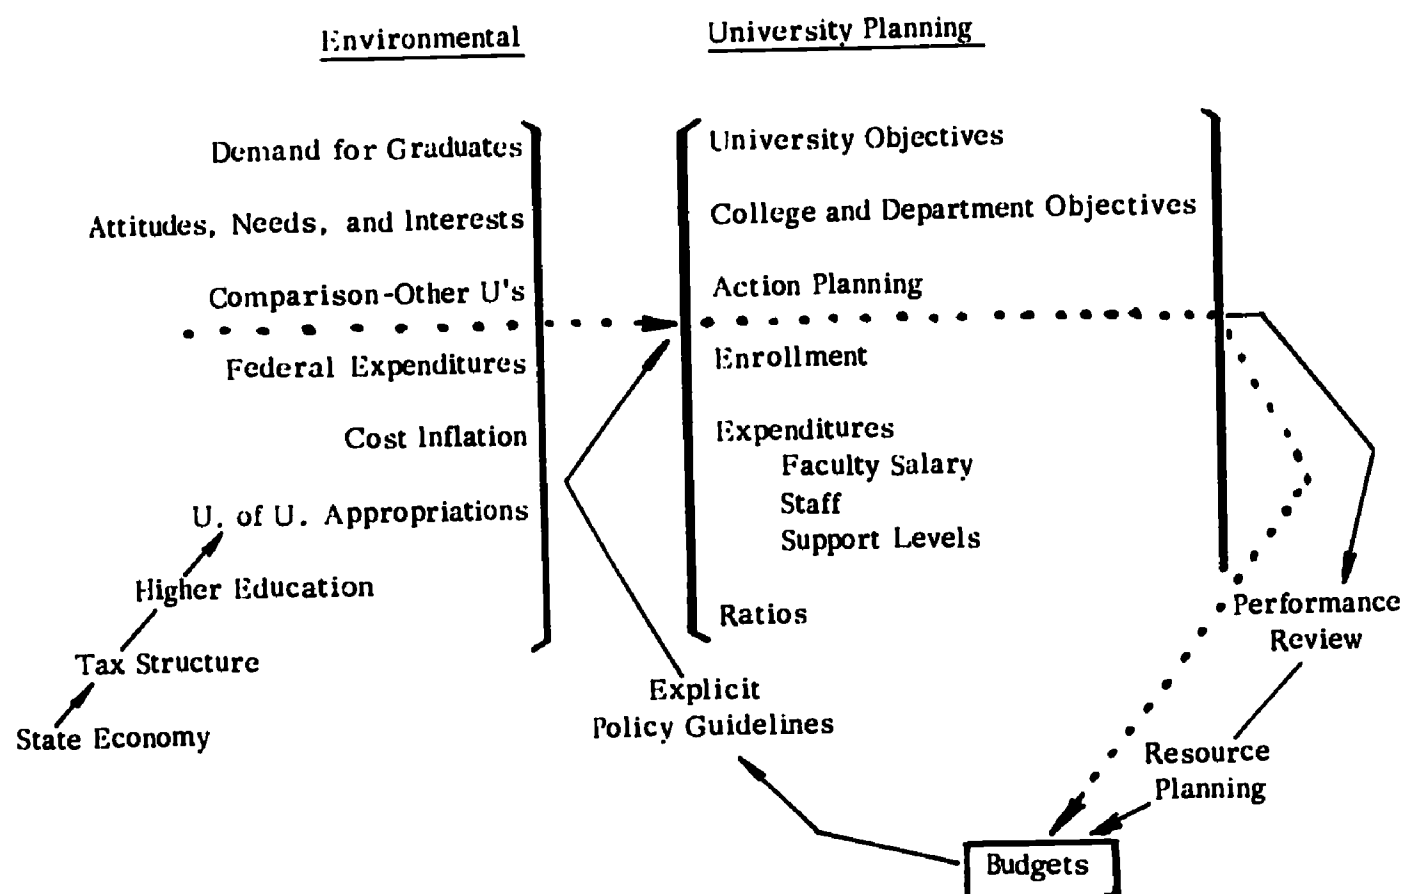 Environmental
University Planning
Demand for Graduates
Attitudes, Needs, and Interests
Comparison-Other U's
Federal Expenditures
Cost Inflation
U. of U. Appropriations
Higher Education
Tax Structure
State Economy
University Objectives
College and Department Objectives
Action Planning
Enrollment
Expenditures
Faculty Salary
Staff
Support Levels
Ratios
Explicit
Policy Guidelines
Performance
Review
Resource
Planning
Budgets